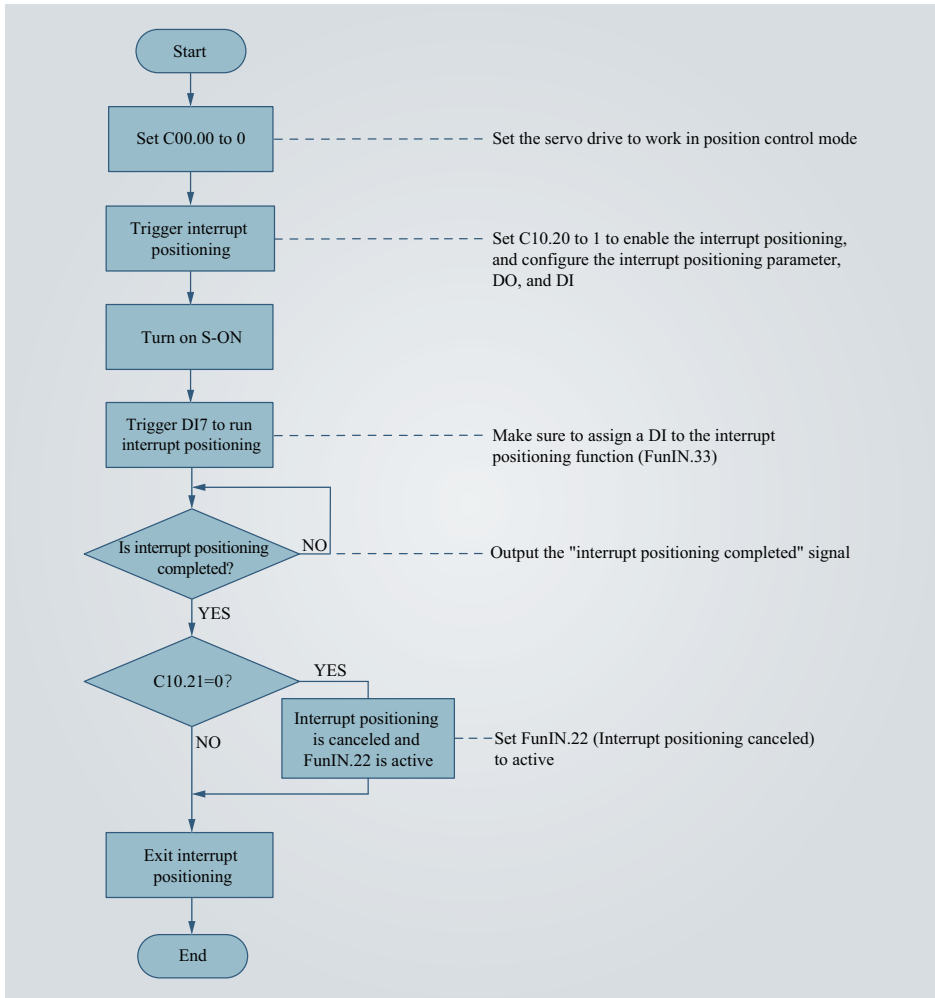 Start
Set C00.00 to 0
Set the servo drive to work in position control mode
Trigger interrupt
positioning
Set C10.20 to 1 to enable the interrupt positioning,
and configure the interrupt positioning parameter,
DO, and DI
Turn on S-ON
Trigger DI7 to run
interrupt positioning
Make sure to assign a DI to the interrupt
positioning function (FunIN.33)
Is interrupt positioning
completed?
NO
Output the "interrupt positioning completed" signal
YES
C10.21=0?
YES
Interrupt positioning
is canceled and
FunIN.22 is active
Set FunIN.22 (Interrupt positioning canceled)
to active
NO
Exit interrupt
positioning
End